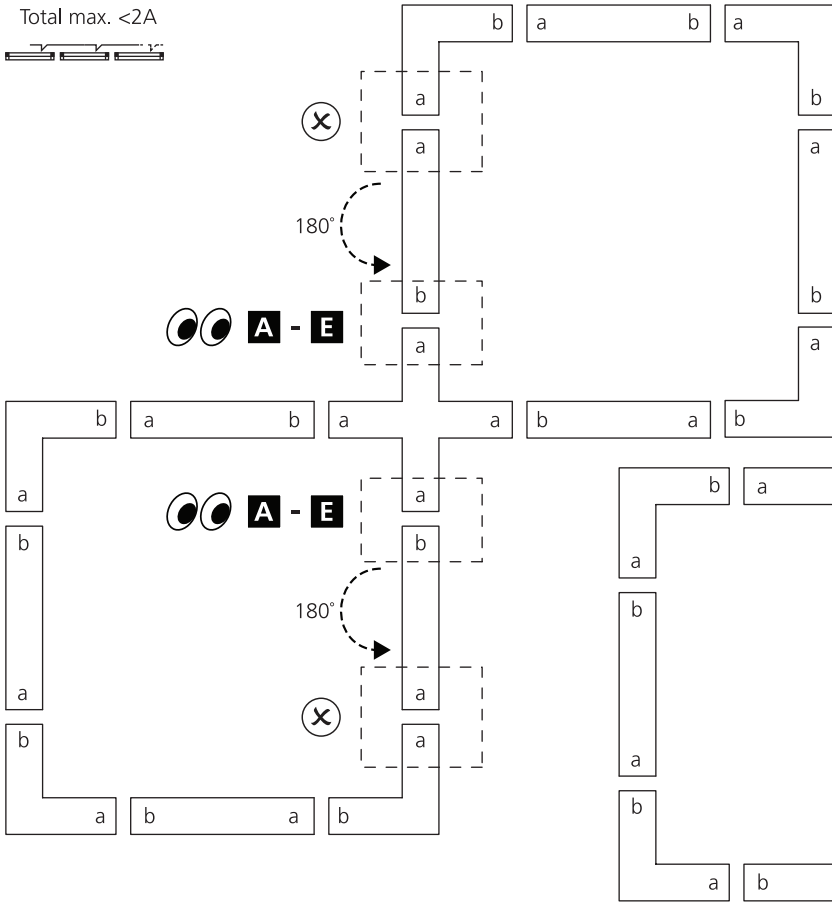 Total max. <2A
b a b a
a b
a a
180°
b b
A - E
a a
b a b a a b a b
a A - E a b a
b b
a
180° b
a a a
b a b
a b a b a b